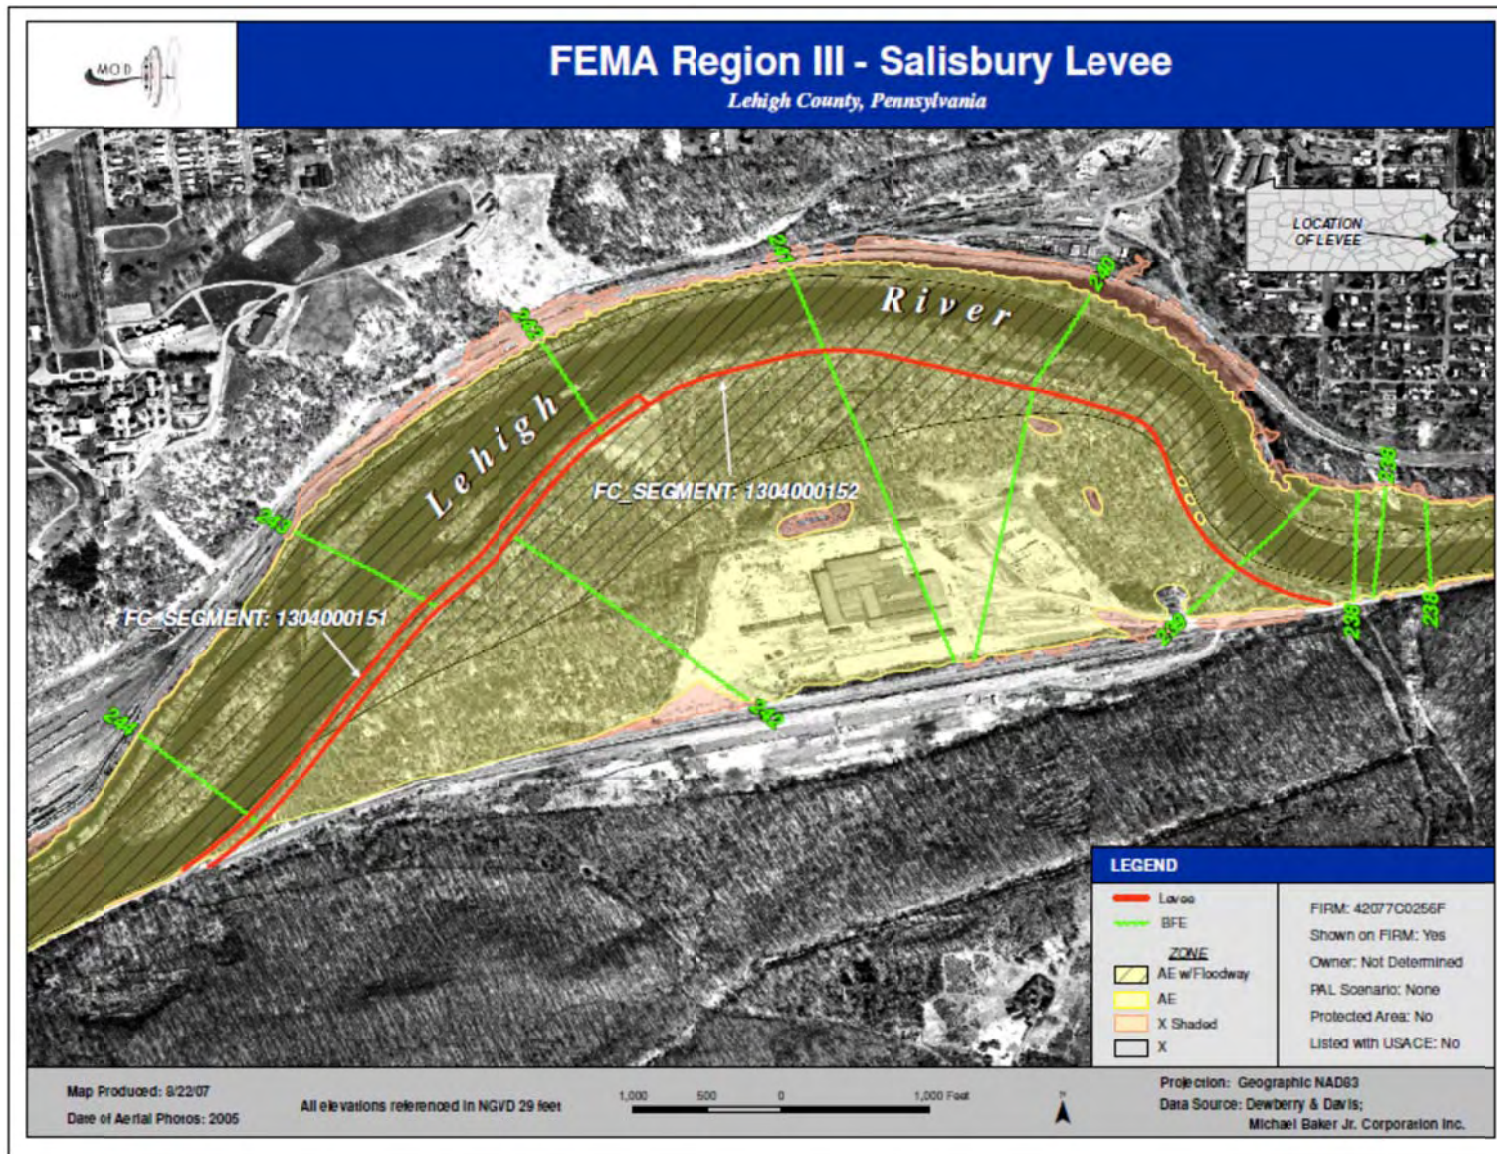 MOD
FEMA Region III - Salisbury Levee
Lehigh County, Pennsylvania
LOCATION
OF LEVEE
241
240
242
River
Lehigh
238
243
FC_SEGMENT: 1304000152
FC_SEGMENT: 1304000151
239
238
238
244
242
LEGEND
Levee
BFE
ZONE
AE w/Floodway
AE
X Shaded
X
FIRM: 42077C0256F
Shown on FIRM: Yes
Owner: Not Determined
PAL Scenario: None
Protected Area: No
Listed with USACE: No
Map Produced: 8/22/07
Date of Aerial Photos: 2005
All elevations referenced in NGVD 29 feet
1,000 500 0 1,000 Feet
Projection: Geographic NAD83
Data Source: Dewberry & Davis;
Michael Baker Jr. Corporation Inc.